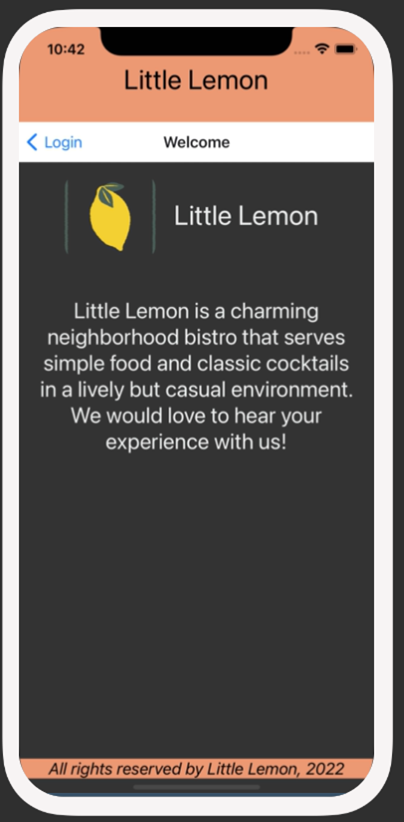 10:42
Little Lemon
Login
Welcome
Little Lemon
Little Lemon is a charming
neighborhood bistro that serves
simple food and classic cocktails
in a lively but casual environment.
We would love to hear your
experience with us!
All rights reserved by Little Lemon, 2022